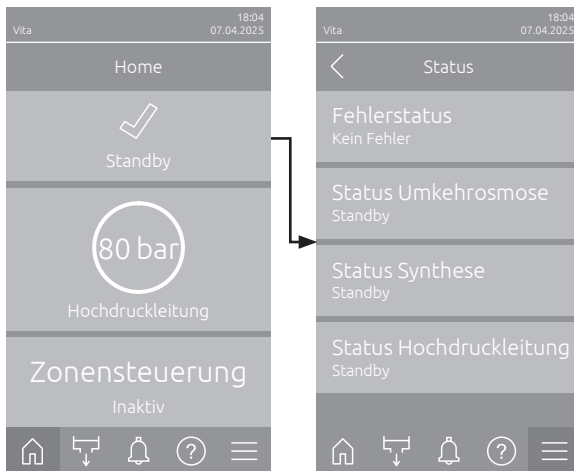 18:04
Vita 07.04.2025
Home
Standby
80 bar
Hochdruckleitung
Zonensteuerung
Inaktiv
?
18:04
Vita 07.04.2025
Status
Fehlerstatus
Kein Fehler
Status Umkehrosmose
Standby
Status Synthese
Standby
Status Hochdruckleitung
Standby
?